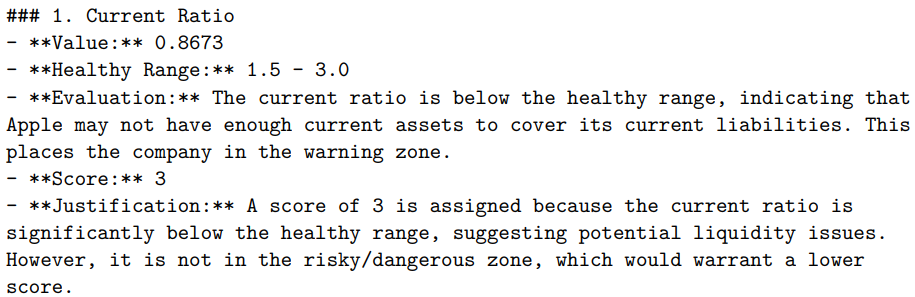 ### 1. Current Ratio
- **Value:** 0.8673
- **Healthy Range:** 1.5 - 3.0
- **Evaluation:** The current ratio is below the healthy range, indicating that
Apple may not have enough current assets to cover its current liabilities. This
places the company in the warning zone.
- **Score:** 3
- **Justification:** A score of 3 is assigned because the current ratio is
significantly below the healthy range, suggesting potential liquidity issues.
However, it is not in the risky/dangerous zone, which would warrant a lower
score.